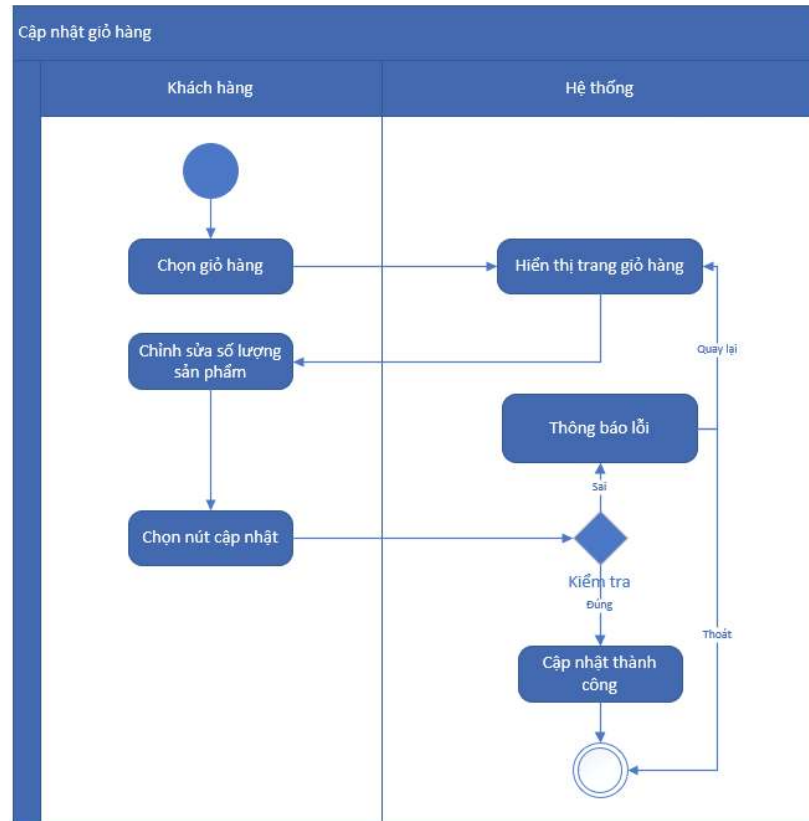 Cập nhật giỏ hàng
Khách hàng
Hệ thống
Chọn giỏ hàng
Hiển thị trang giỏ hàng
Chỉnh sửa số lượng
sản phẩm
Quay lại
Thông báo lỗi
Sai
Chọn nút cập nhật
Kiểm tra
Đúng
Thoát
Cập nhật thành
công